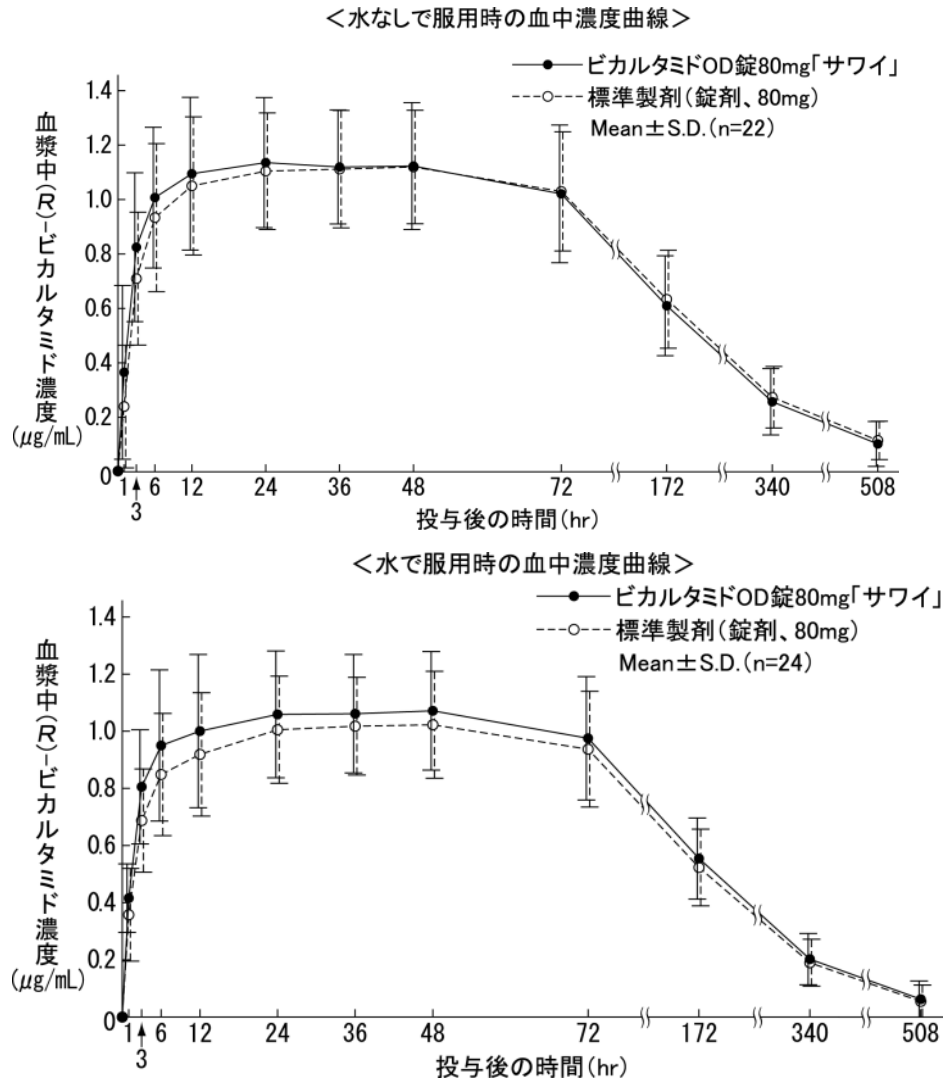 ＜水なしで服用時の血中濃度曲線＞
ビカルタミドOD錠80mg「サワイ」
標準製剤(錠剤、80mg)
Mean±S.D.(n=22)
血漿中(R)-ビカルタミド濃度
(μg/mL)
1.4
1.2
1.0
0.8
0.6
0.4
0.2
0
1 6 12 24 36 48 72 172 340 508
3
投与後の時間(hr)
＜水で服用時の血中濃度曲線＞
ビカルタミドOD錠80mg「サワイ」
標準製剤(錠剤、80mg)
Mean±S.D.(n=24)
血漿中(R)-ビカルタミド濃度
(μg/mL)
1.4
1.2
1.0
0.8
0.6
0.4
0.2
0
1 6 12 24 36 48 72 172 340 508
3
投与後の時間(hr)